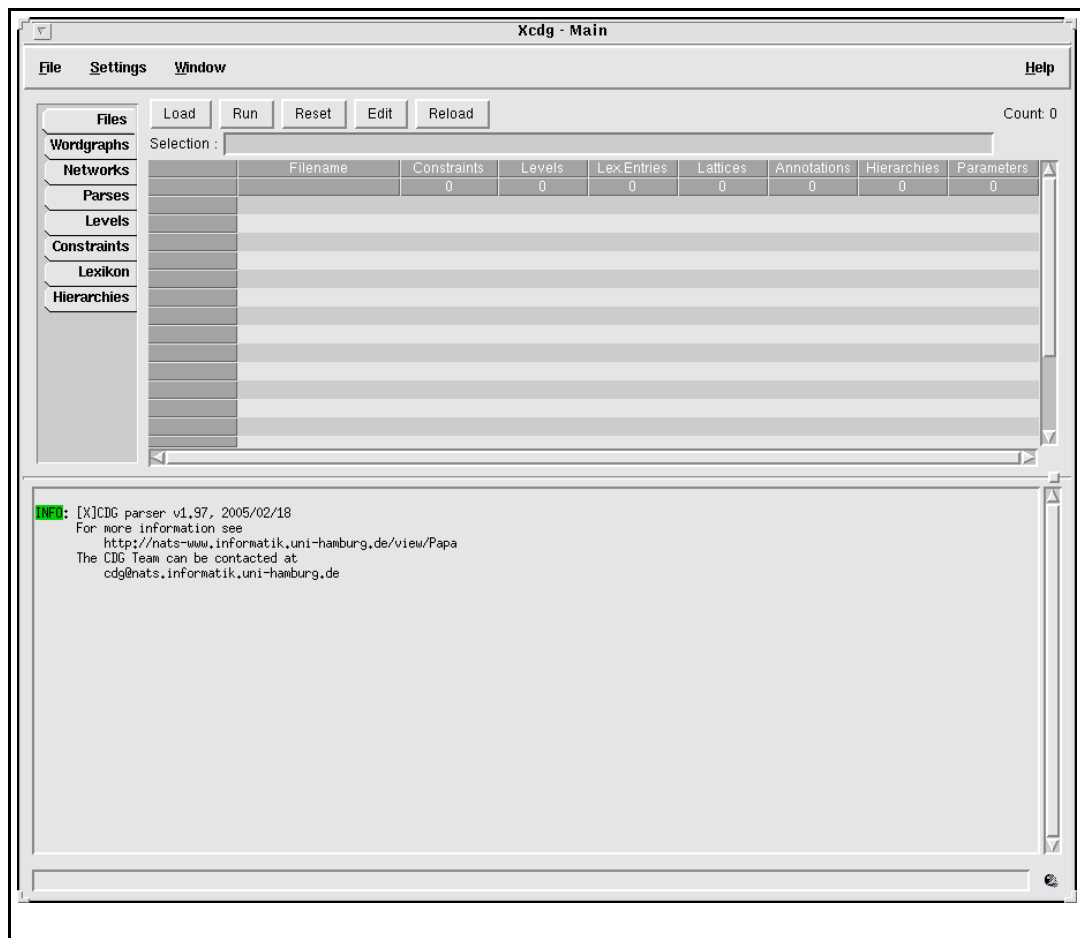 Xcdg - Main
File Settings Window Help
Files
Wordgraphs
Networks
Parses
Levels
Constraints
Lexikon
Hierarchies
Load Run Reset Edit Reload Count: 0
Selection :
Filename Constraints Levels Lex.Entries Lattices Annotations Hierarchies Parameters
0 0 0 0 0 0 0
INFO: [X]CDG parser v1.97, 2005/02/18
For more information see
http://nats-www.informatik.uni-hamburg.de/view/Papa
The CDG Team can be contacted at
cdg@nats.informatik.uni-hamburg.de